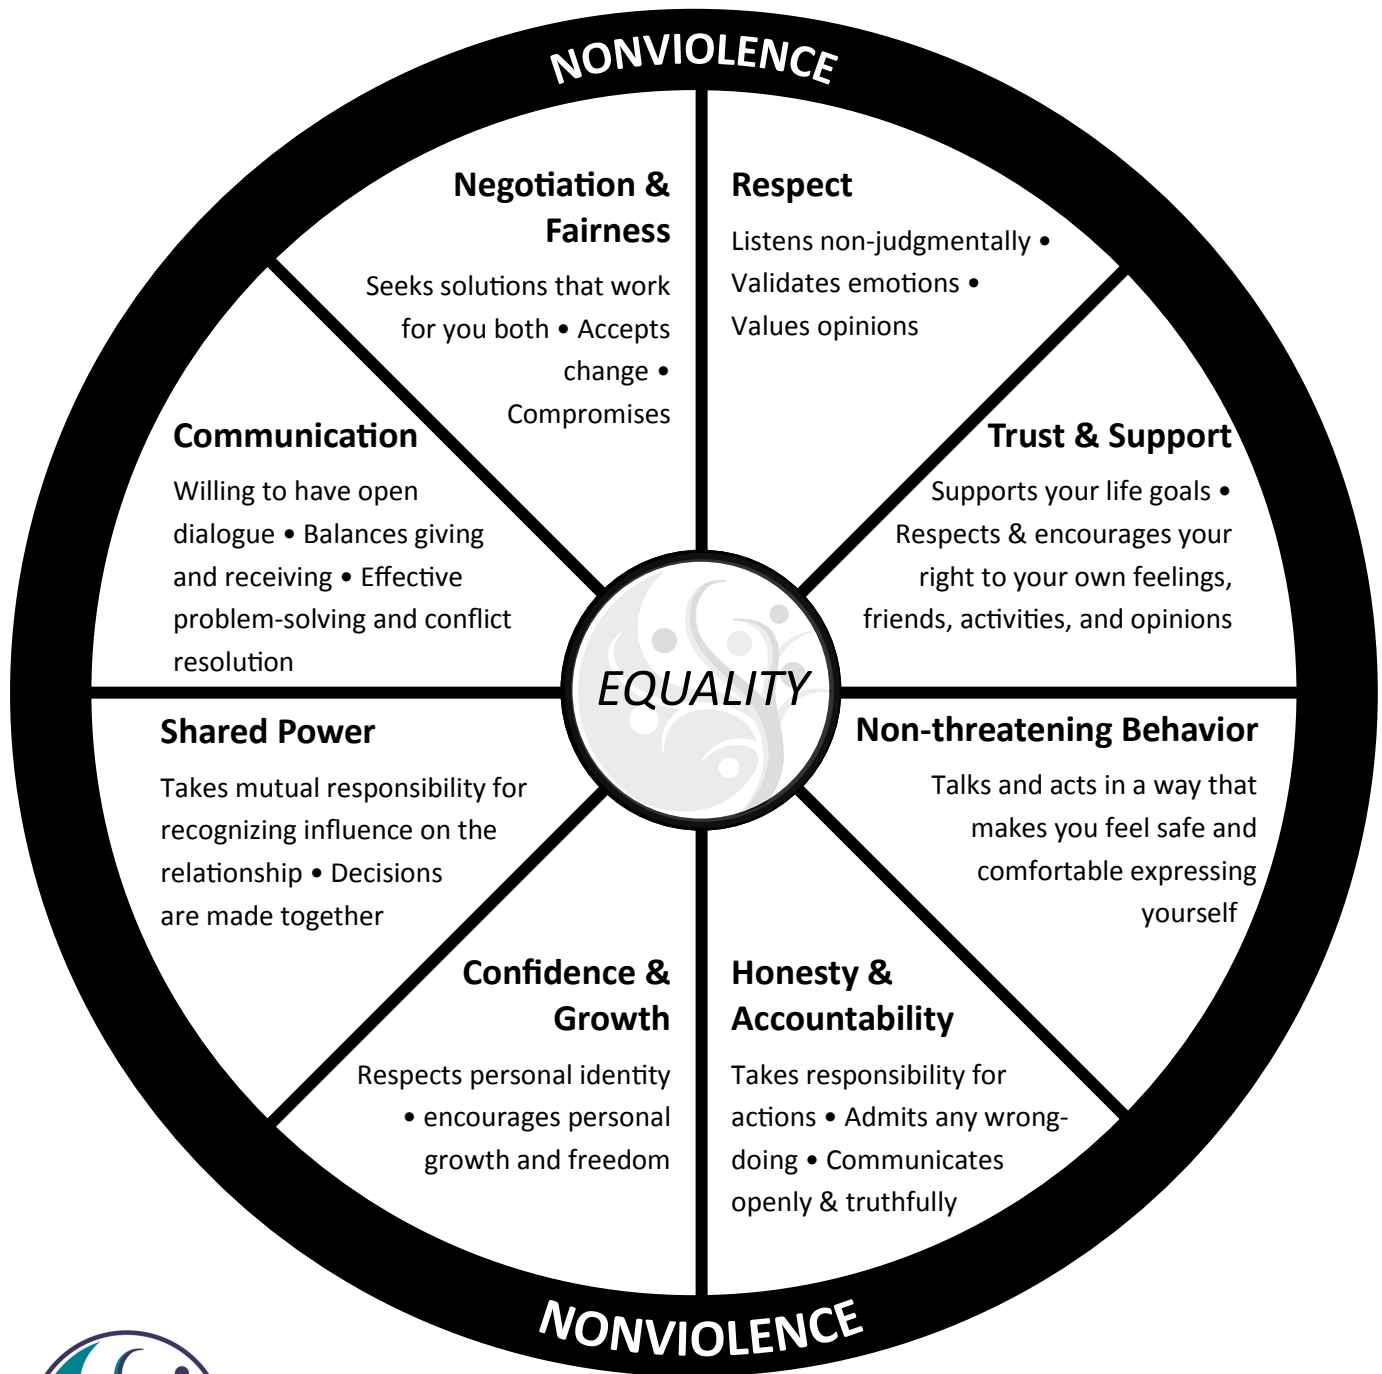 NONVIOLENCE
Negotiation &
Fairness
Seeks solutions that work
for you both • Accepts
change •
Compromises
Respect
Listens non-judgmentally •
Validates emotions •
Values opinions
Communication
Willing to have open
dialogue • Balances giving
and receiving • Effective
problem-solving and conflict
resolution
Trust & Support
Supports your life goals •
Respects & encourages your
right to your own feelings,
friends, activities, and opinions
EQUALITY
Shared Power
Takes mutual responsibility for
recognizing influence on the
relationship • Decisions
are made together
Non-threatening Behavior
Talks and acts in a way that
makes you feel safe and
comfortable expressing
yourself
Confidence &
Growth
Respects personal identity
• encourages personal
growth and freedom
Honesty &
Accountability
Takes responsibility for
actions • Admits any wrong-
doing • Communicates
openly & truthfully
NONVIOLENCE